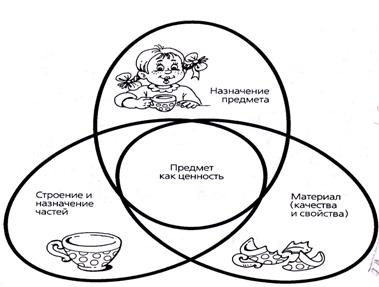 Назначение
предмета
Предмет
как ценность
Строение и
назначение
частей
Материал
(качества
и свойства)